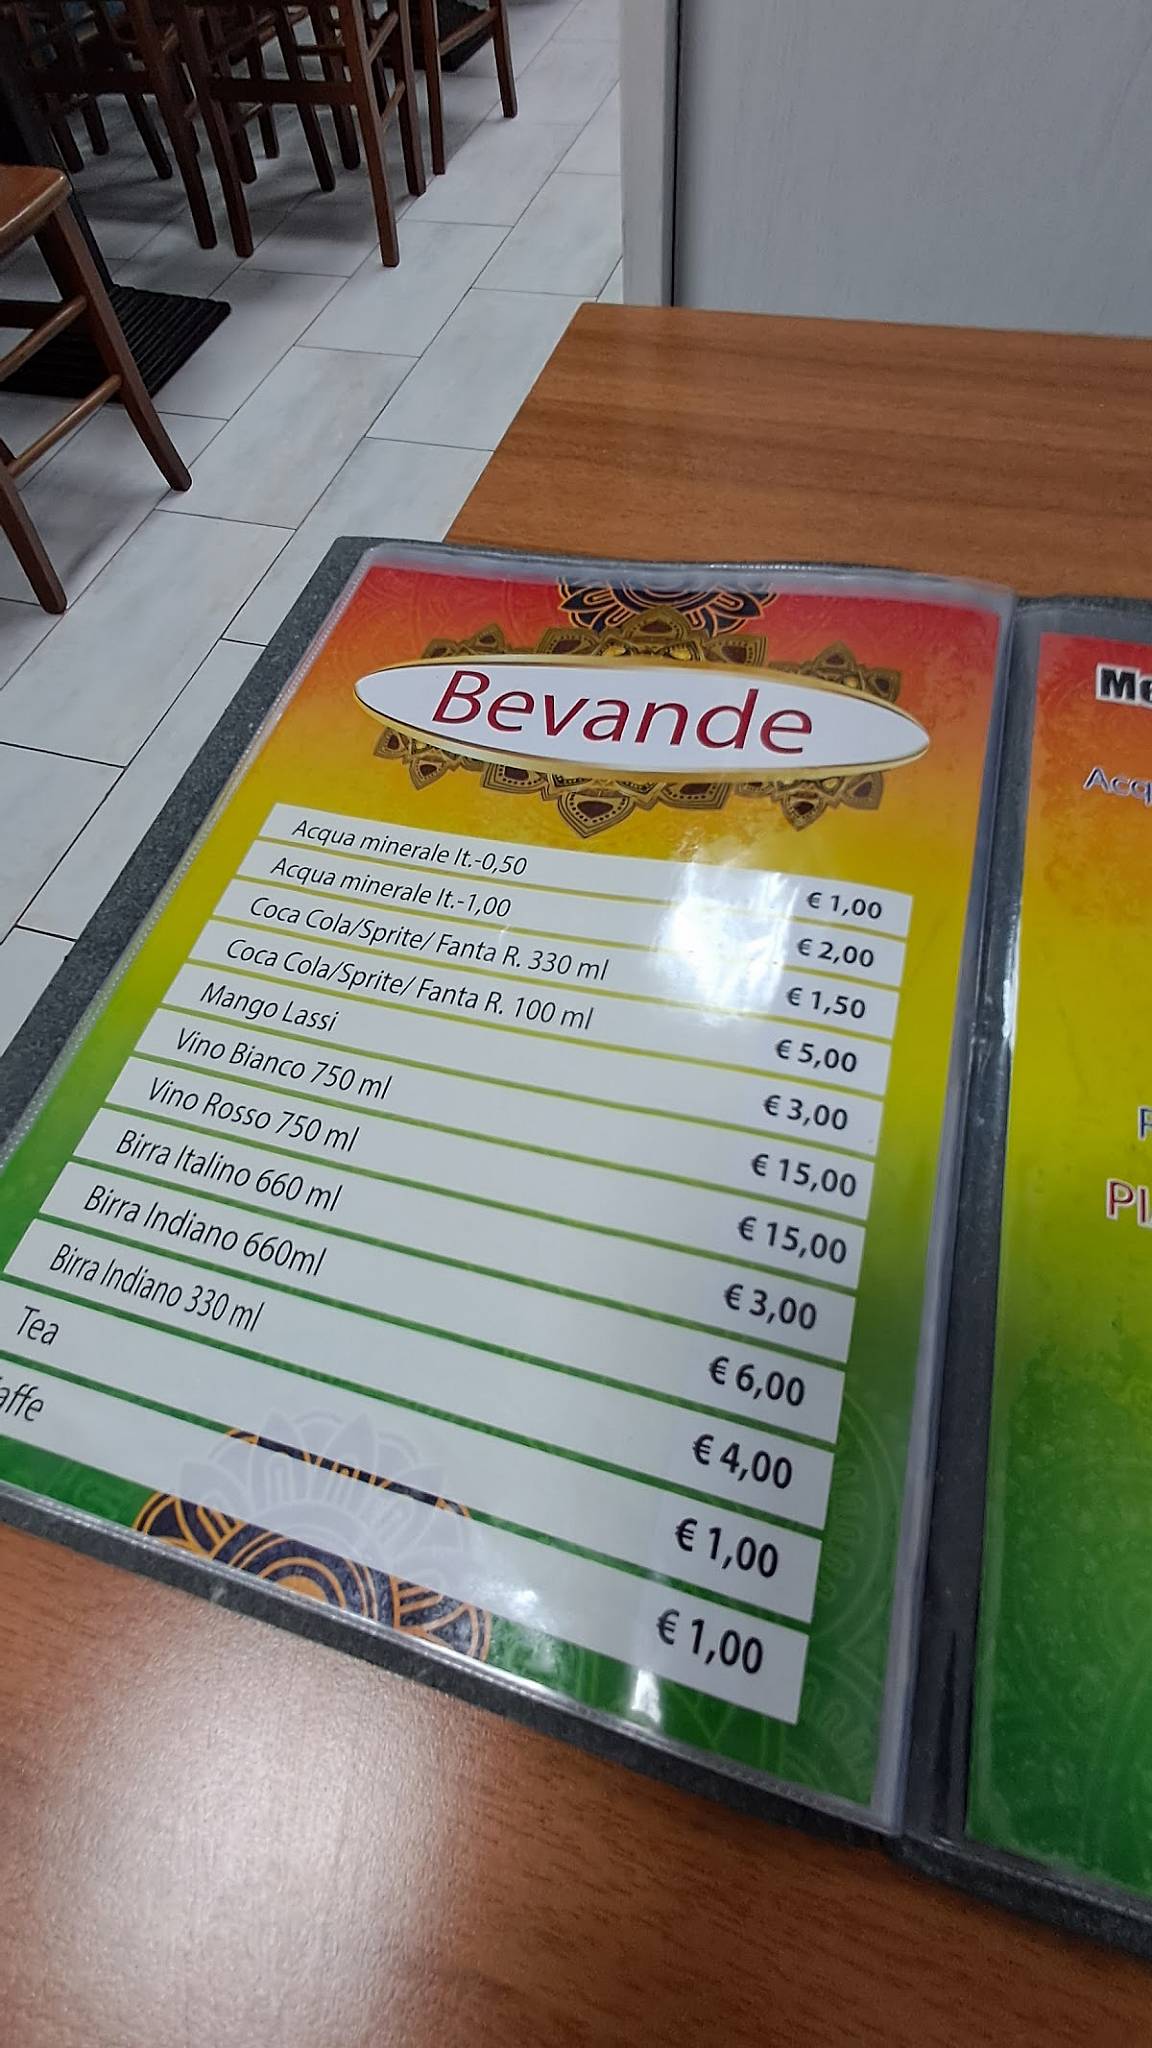 Bevande
Acqua minerale lt.-0,50 € 1,00
Acqua minerale lt.-1,00 € 2,00
Coca Cola/Sprite/ Fanta R. 330 ml € 1,50
Coca Cola/Sprite/ Fanta R. 100 ml € 5,00
Mango Lassi € 3,00
Vino Bianco 750 ml € 15,00
Vino Rosso 750 ml € 15,00
Birra Italino 660 ml € 3,00
Birra Indiano 660ml € 6,00
Birra Indiano 330 ml € 4,00
Tea € 1,00
affe € 1,00
Me
Acq